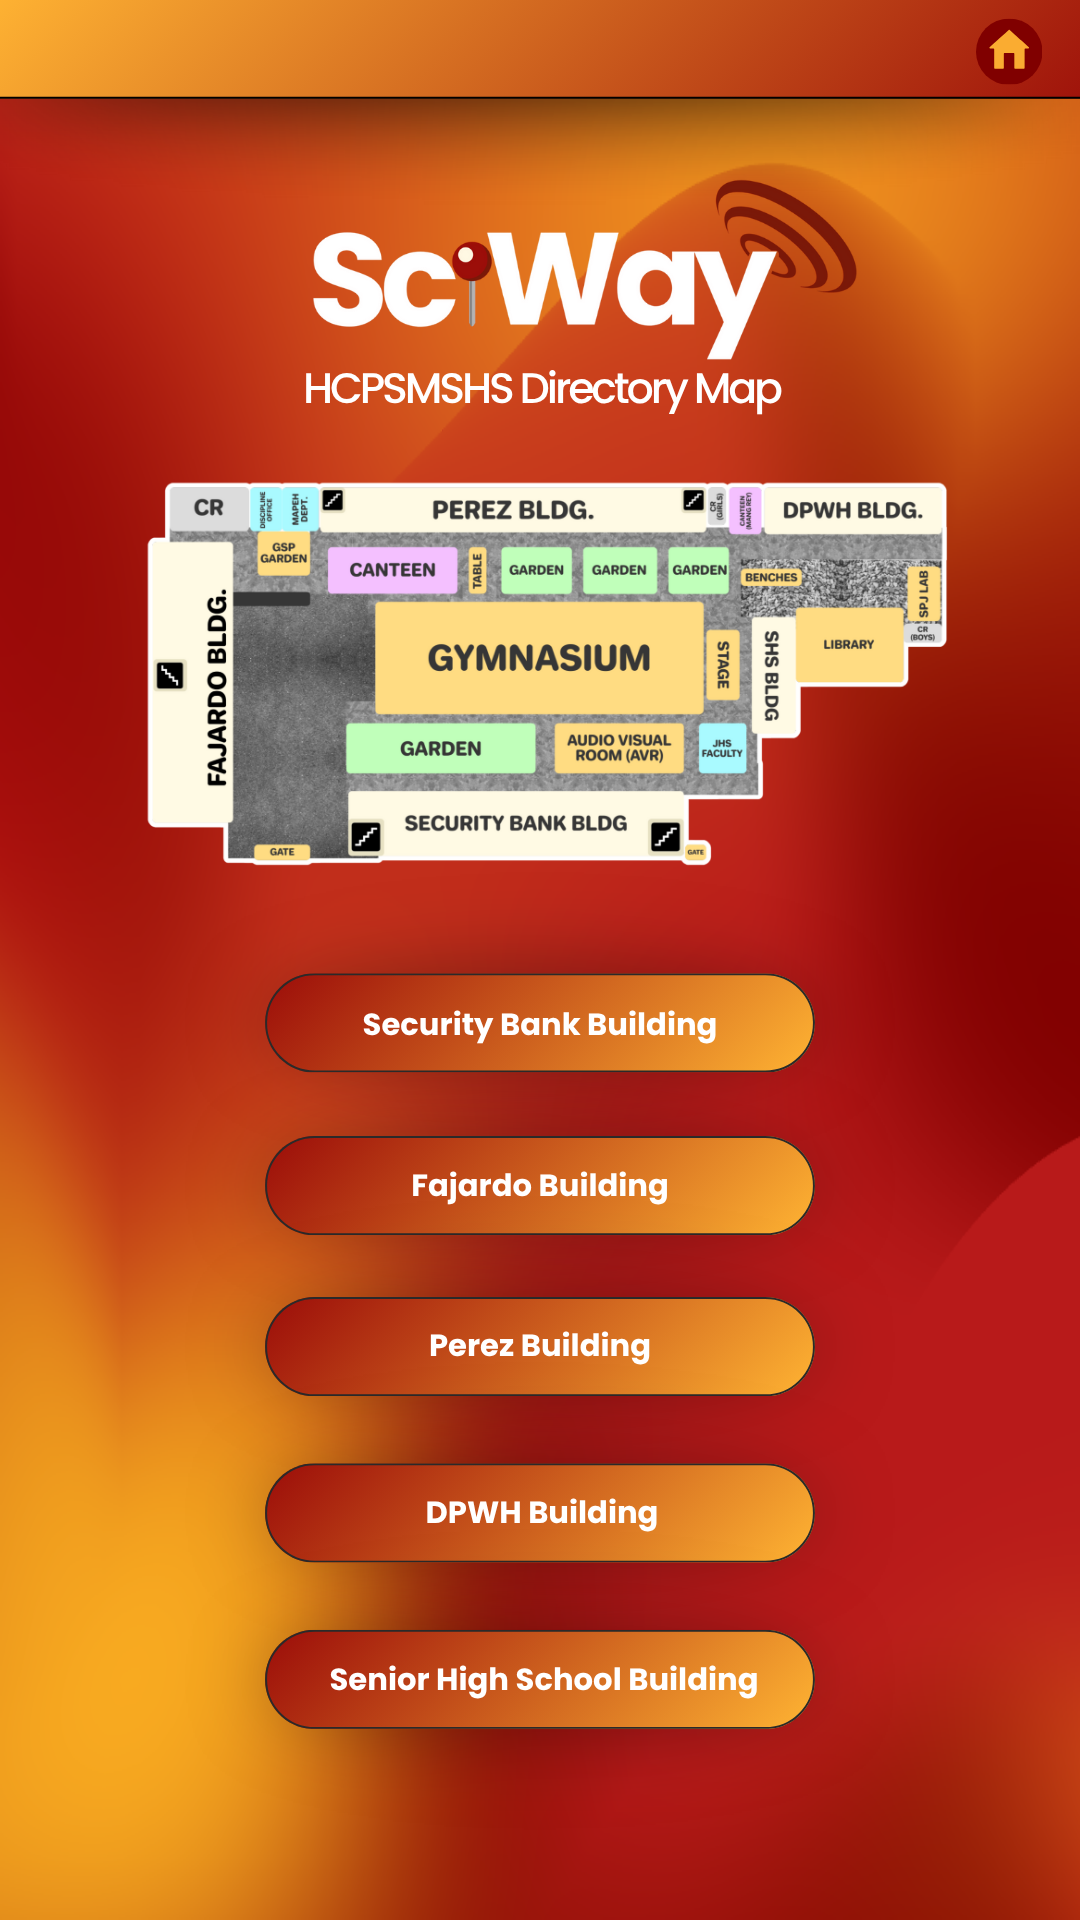 Sc Way
HCPSMSHS Directory Map
CR
DISCIPLINE
OFFICE
MAPEH
DEPT.
PEREZ BLDG.
CR
(GIRLS)
CANTEEN
(MANG REY)
DPWH BLDG.
GSP
GARDEN
CANTEEN
TABLE
GARDEN
GARDEN
GARDEN
BENCHES
SPJ LAB
CR
(BOYS)
FAJARDO BLDG.
GYMNASIUM
STAGE
SHS BLDG
LIBRARY
GARDEN
AUDIO VISUAL
ROOM (AVR)
JHS
FACULTY
SECURITY BANK BLDG
GATE
GATE
Security Bank Building
Fajardo Building
Perez Building
DPWH Building
Senior High School Building